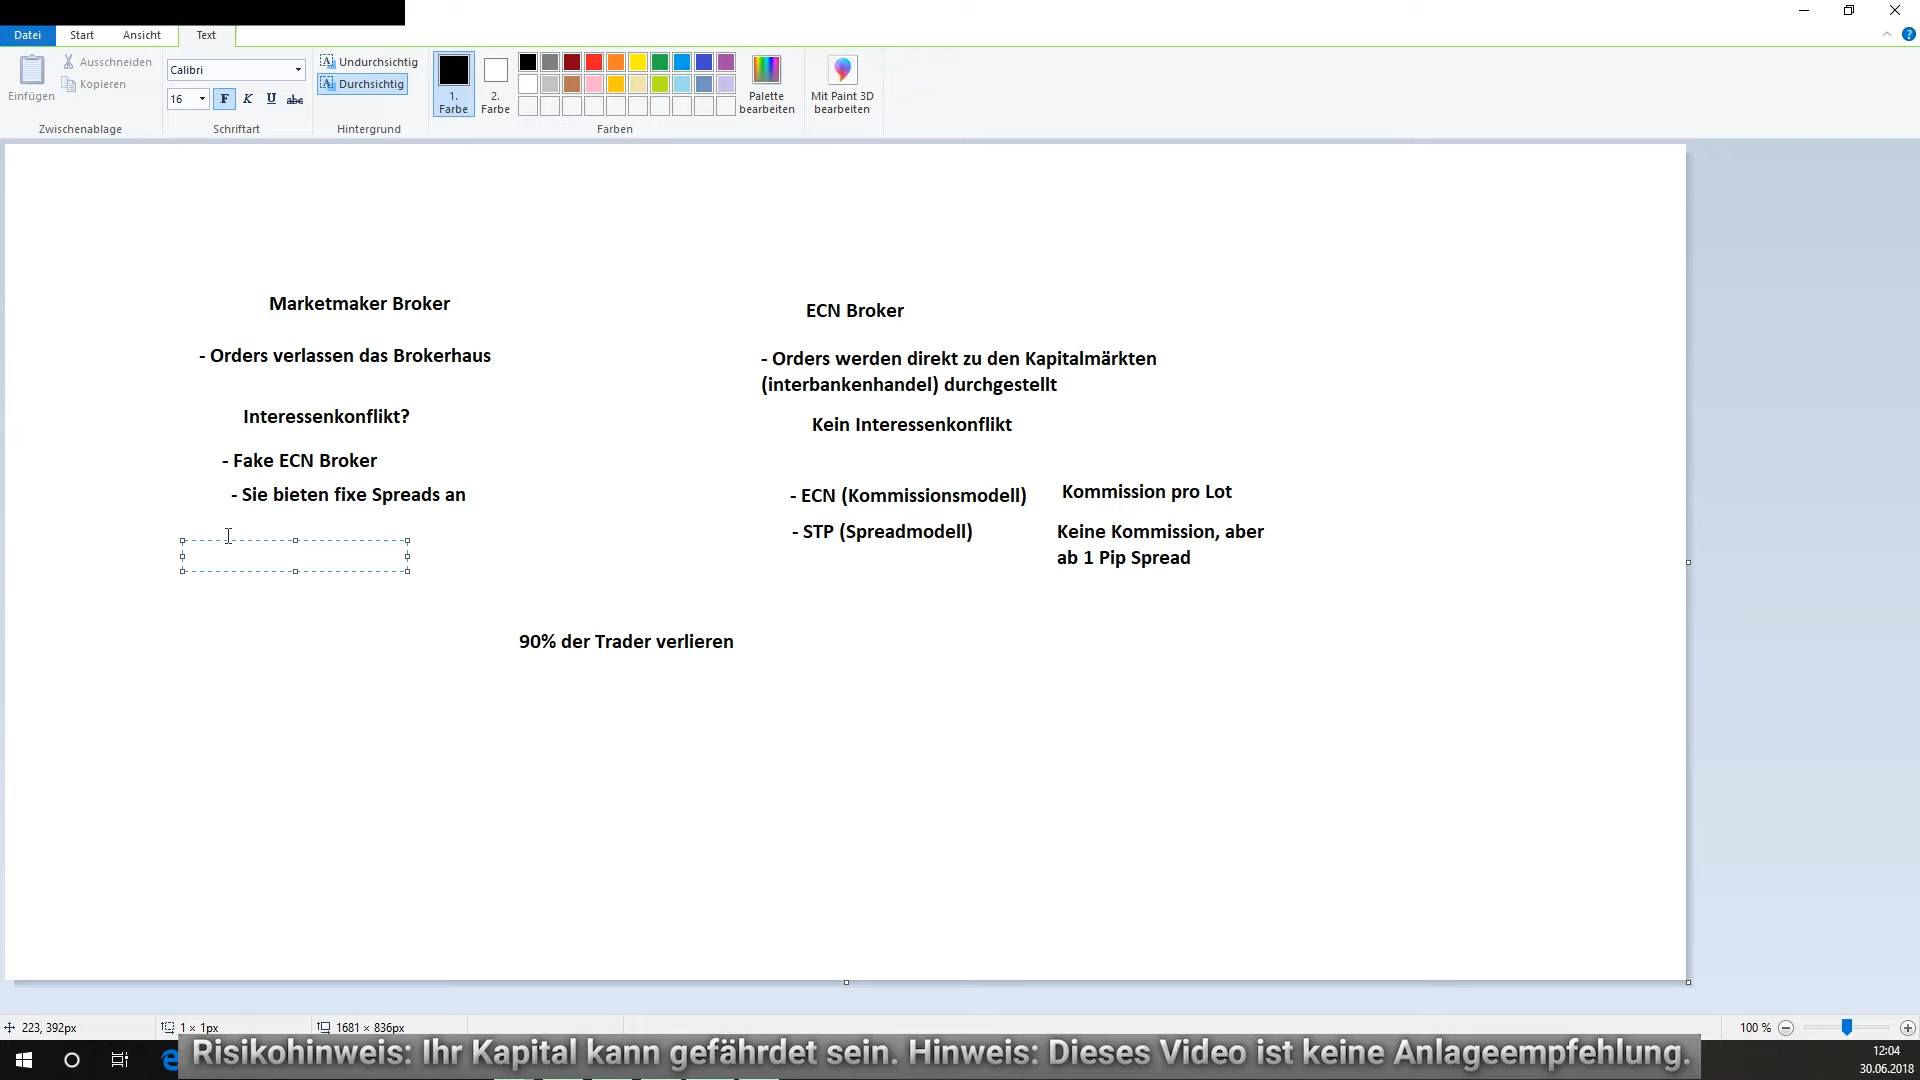 Datei Start Ansicht Text
Einfügen
Ausschneiden
Kopieren
Zwischenablage
Calibri
16 F K U abc
Schriftart
Undurchsichtig
Durchsichtig
Hintergrund
1. Farbe
2. Farbe
Farben
Palette bearbeiten
Mit Paint 3D bearbeiten
Marketmaker Broker
- Orders verlassen das Brokerhaus
Interessenkonflikt?
- Fake ECN Broker
- Sie bieten fixe Spreads an
ECN Broker
- Orders werden direkt zu den Kapitalmärkten
(interbankenhandel) durchgestellt
Kein Interessenkonflikt
- ECN (Kommissionsmodell) Kommission pro Lot
- STP (Spreadmodell) Keine Kommission, aber
ab 1 Pip Spread
90% der Trader verlieren
223, 392px 1 × 1px 1681 × 836px 100 %
Risikohinweis: Ihr Kapital kann gefährdet sein. Hinweis: Dieses Video ist keine Anlageempfehlung.
12:04
30.06.2018